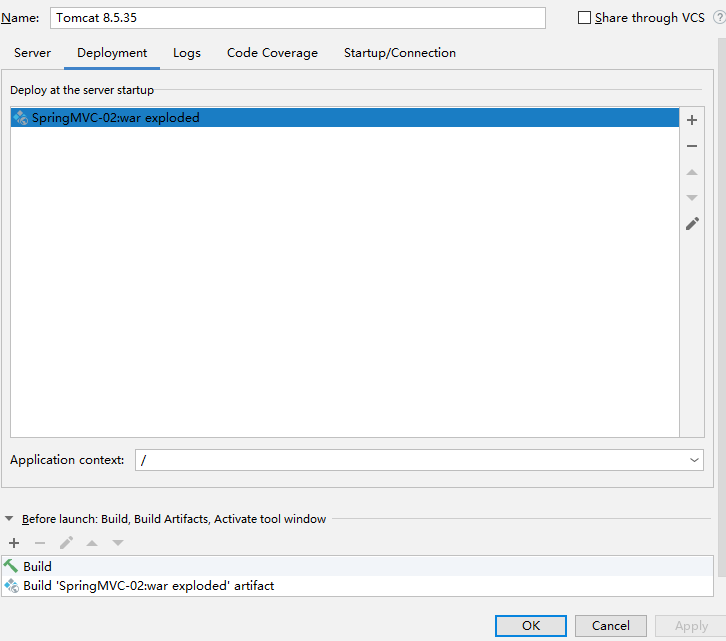 Name: Tomcat 8.5.35 Share through VCS ?
Server Deployment Logs Code Coverage Startup/Connection
Deploy at the server startup
SpringMVC-02:war exploded
Application context: /
Before launch: Build, Build Artifacts, Activate tool window
Build
Build 'SpringMVC-02:war exploded' artifact
OK Cancel Apply